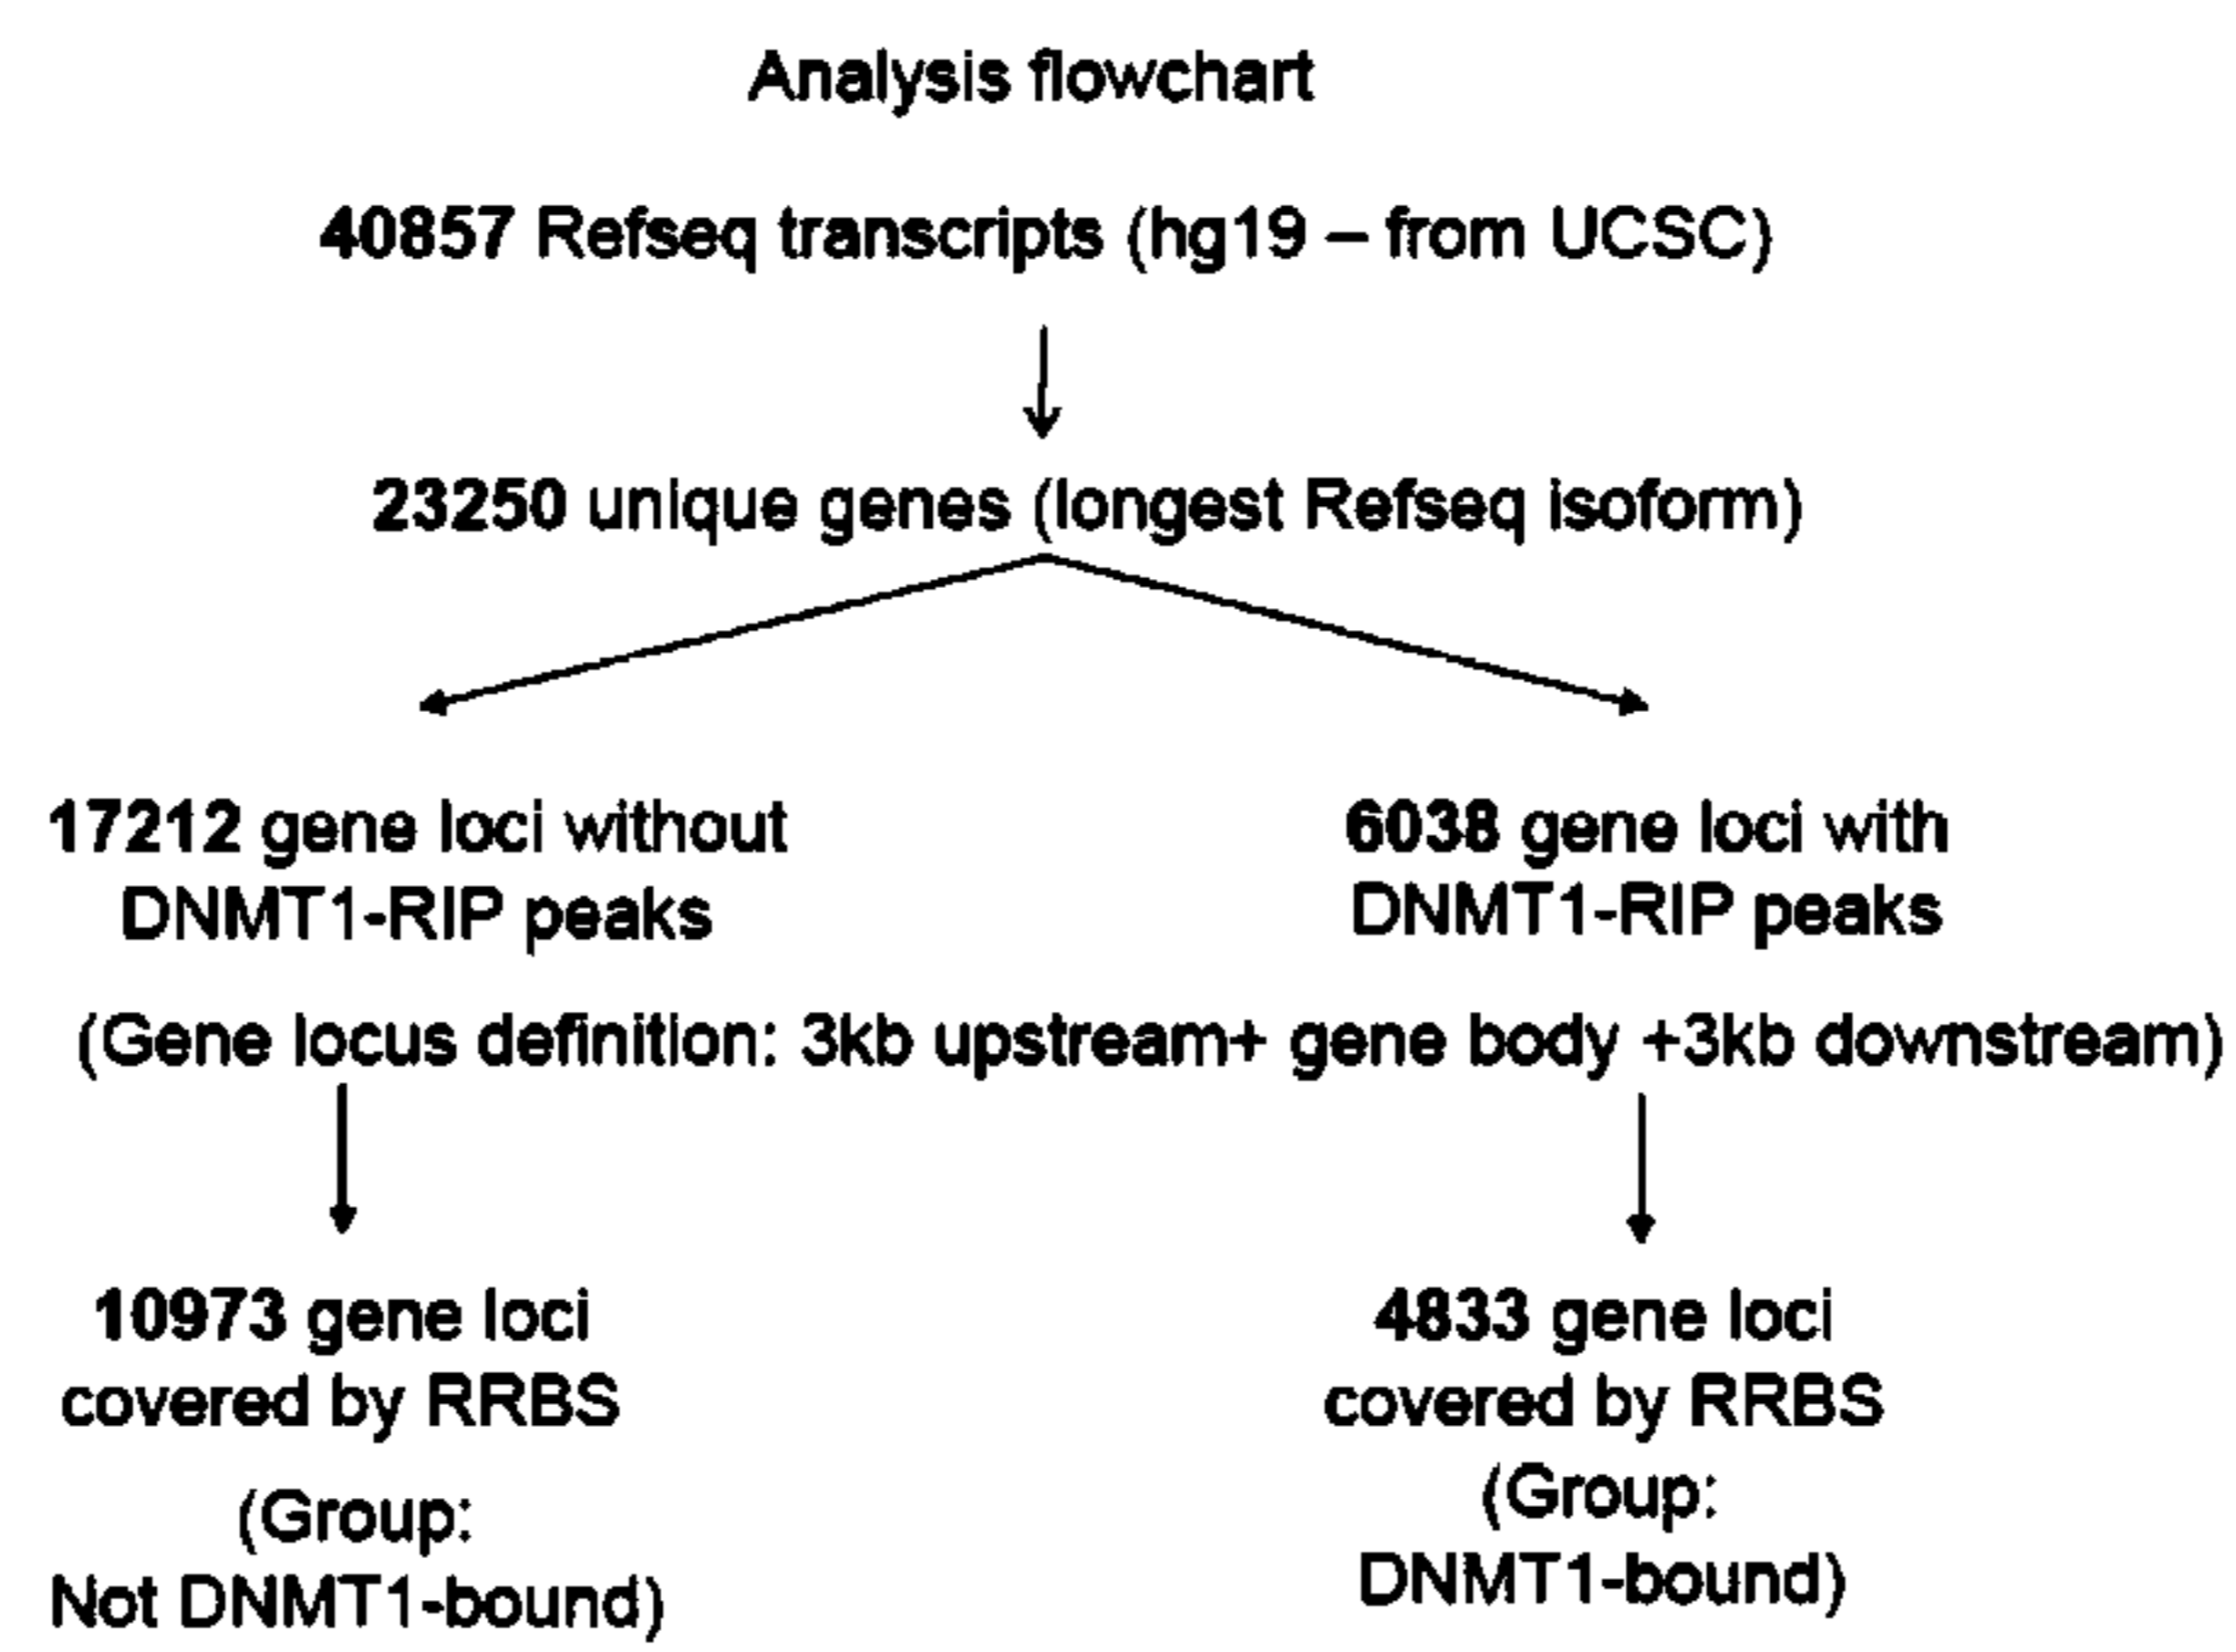 Analysis flowchart
40857 Refseq transcripts (hg19 – from UCSC)
23250 unique genes (longest Refseq isoform)
17212 gene loci without
DNMT1-RIP peaks
6038 gene loci with
DNMT1-RIP peaks
(Gene locus definition: 3kb upstream+ gene body +3kb downstream)
10973 gene loci
covered by RRBS
(Group:
Not DNMT1-bound)
4833 gene loci
covered by RRBS
(Group:
DNMT1-bound)